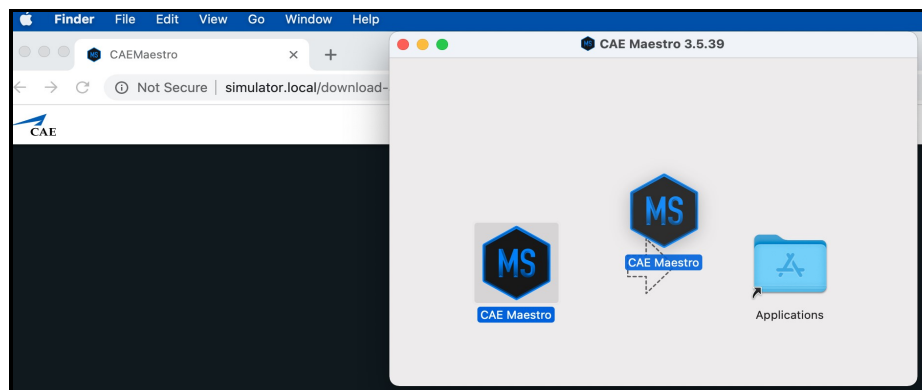 Finder File Edit View Go Window Help
CAEMaestro
CAE Maestro 3.5.39
Not Secure simulator.local/download-
CAE
MS
CAE Maestro
MS
CAE Maestro
Applications